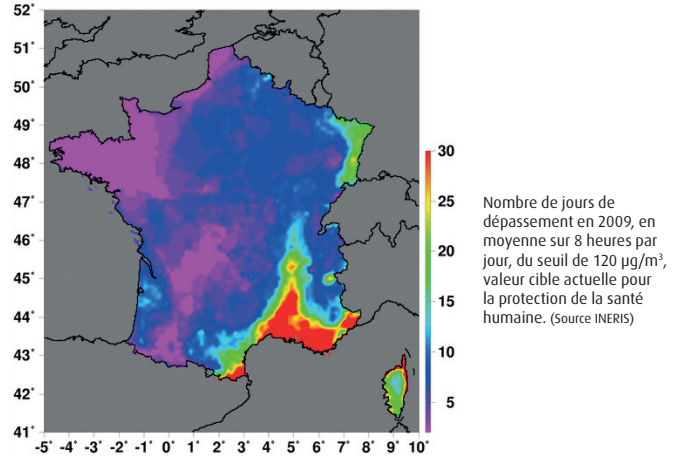 52°
51°
50°
49°
48°
47°
46°
45°
44°
43°
42°
41°
-5° -4° -3° -2° -1° 0° 1° 2° 3° 4° 5° 6° 7° 8° 9° 10°
30
25
20
15
10
5
Nombre de jours de
dépassement en 2009, en
moyenne sur 8 heures par
jour, du seuil de 120 µg/m³,
valeur cible actuelle pour
la protection de la santé
humaine. (Source INERIS)